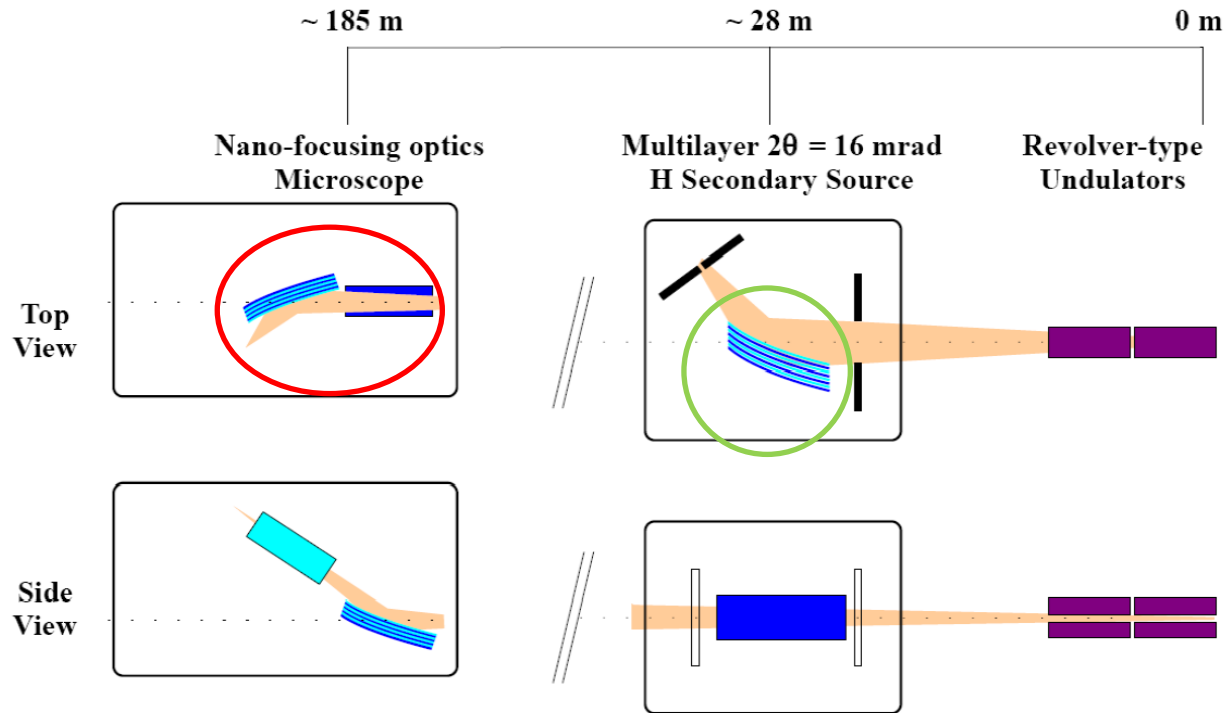 ~ 185 m
~ 28 m
0 m
Nano-focusing optics
Microscope
Multilayer 2θ = 16 mrad
H Secondary Source
Revolver-type
Undulators
Top
View
Side
View